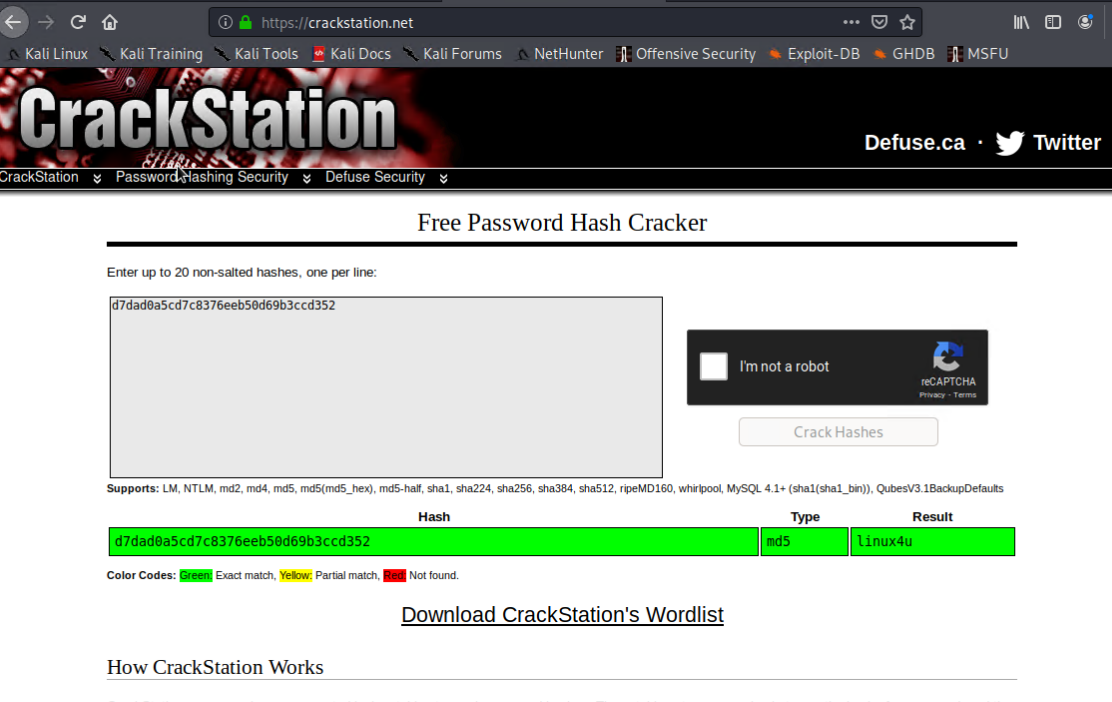 https://crackstation.net
Kali Linux Kali Training Kali Tools Kali Docs Kali Forums NetHunter Offensive Security Exploit-DB GHDB MSFU
CrackStation
Defuse.ca · Twitter
CrackStation Password Hashing Security Defuse Security
Free Password Hash Cracker
Enter up to 20 non-salted hashes, one per line:
d7dad0a5cd7c8376eeb50d69b3ccd352
I'm not a robot
reCAPTCHA
Privacy - Terms
Crack Hashes
Supports: LM, NTLM, md2, md4, md5, md5(md5_hex), md5-half, sha1, sha224, sha256, sha384, sha512, ripeMD160, whirlpool, MySQL 4.1+ (sha1(sha1_bin)), QubesV3.1BackupDefaults
Hash Type Result
d7dad0a5cd7c8376eeb50d69b3ccd352 md5 linux4u
Color Codes: Green: Exact match, Yellow: Partial match, Red: Not found.
Download CrackStation's Wordlist
How CrackStation Works